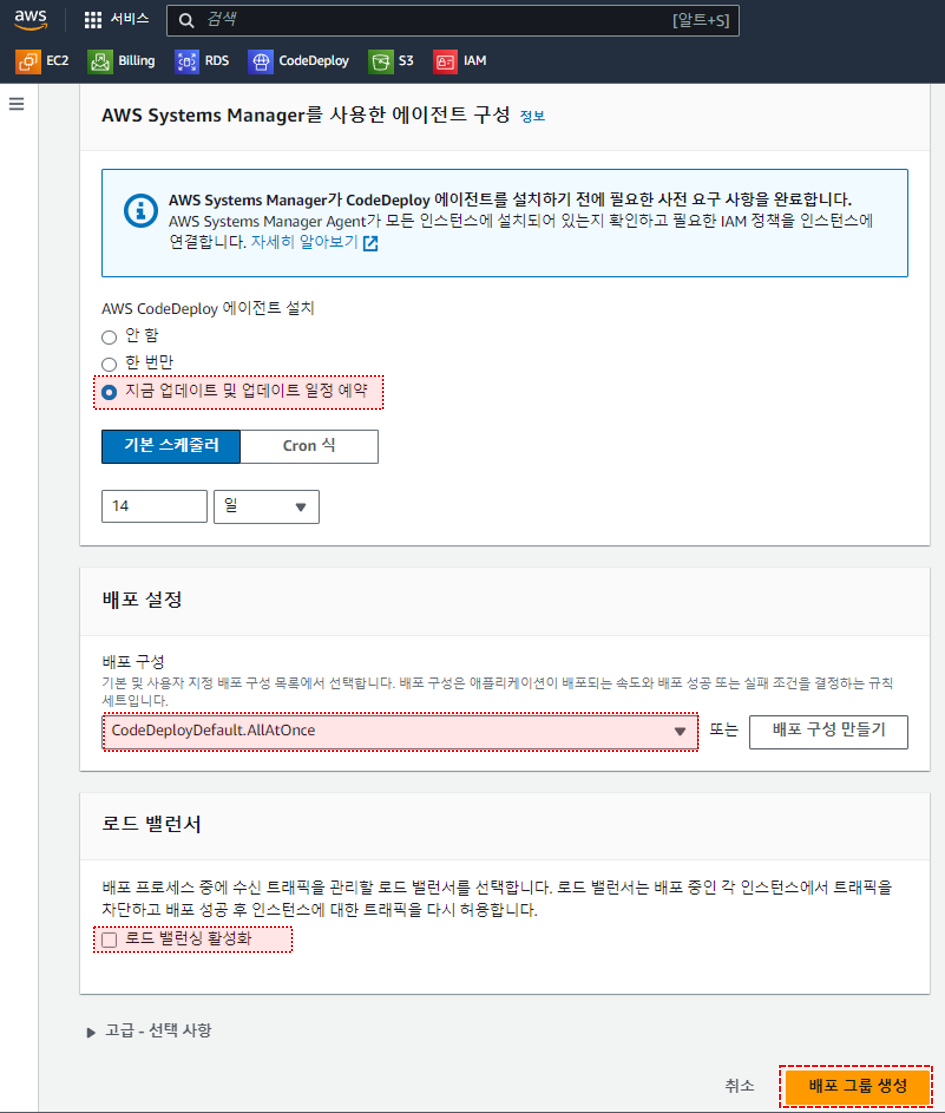 aws
서비스
검색
[알트+S]
EC2
Billing
RDS
CodeDeploy
S3
IAM
AWS Systems Manager를 사용한 에이전트 구성 정보
AWS Systems Manager가 CodeDeploy 에이전트를 설치하기 전에 필요한 사전 요구 사항을 완료합니다.
AWS Systems Manager Agent가 모든 인스턴스에 설치되어 있는지 확인하고 필요한 IAM 정책을 인스턴스에
연결합니다. 자세히 알아보기
AWS CodeDeploy 에이전트 설치
안 함
한 번만
지금 업데이트 및 업데이트 일정 예약
기본 스케줄러
Cron 식
14
일
배포 설정
배포 구성
기본 및 사용자 지정 배포 구성 목록에서 선택합니다. 배포 구성은 애플리케이션이 배포되는 속도와 배포 성공 또는 실패 조건을 결정하는 규칙
세트입니다.
CodeDeployDefault.AllAtOnce
또는
배포 구성 만들기
로드 밸런서
배포 프로세스 중에 수신 트래픽을 관리할 로드 밸런서를 선택합니다. 로드 밸런서는 배포 중인 각 인스턴스에서 트래픽을
차단하고 배포 성공 후 인스턴스에 대한 트래픽을 다시 허용합니다.
로드 밸런싱 활성화
고급 - 선택 사항
취소
배포 그룹 생성